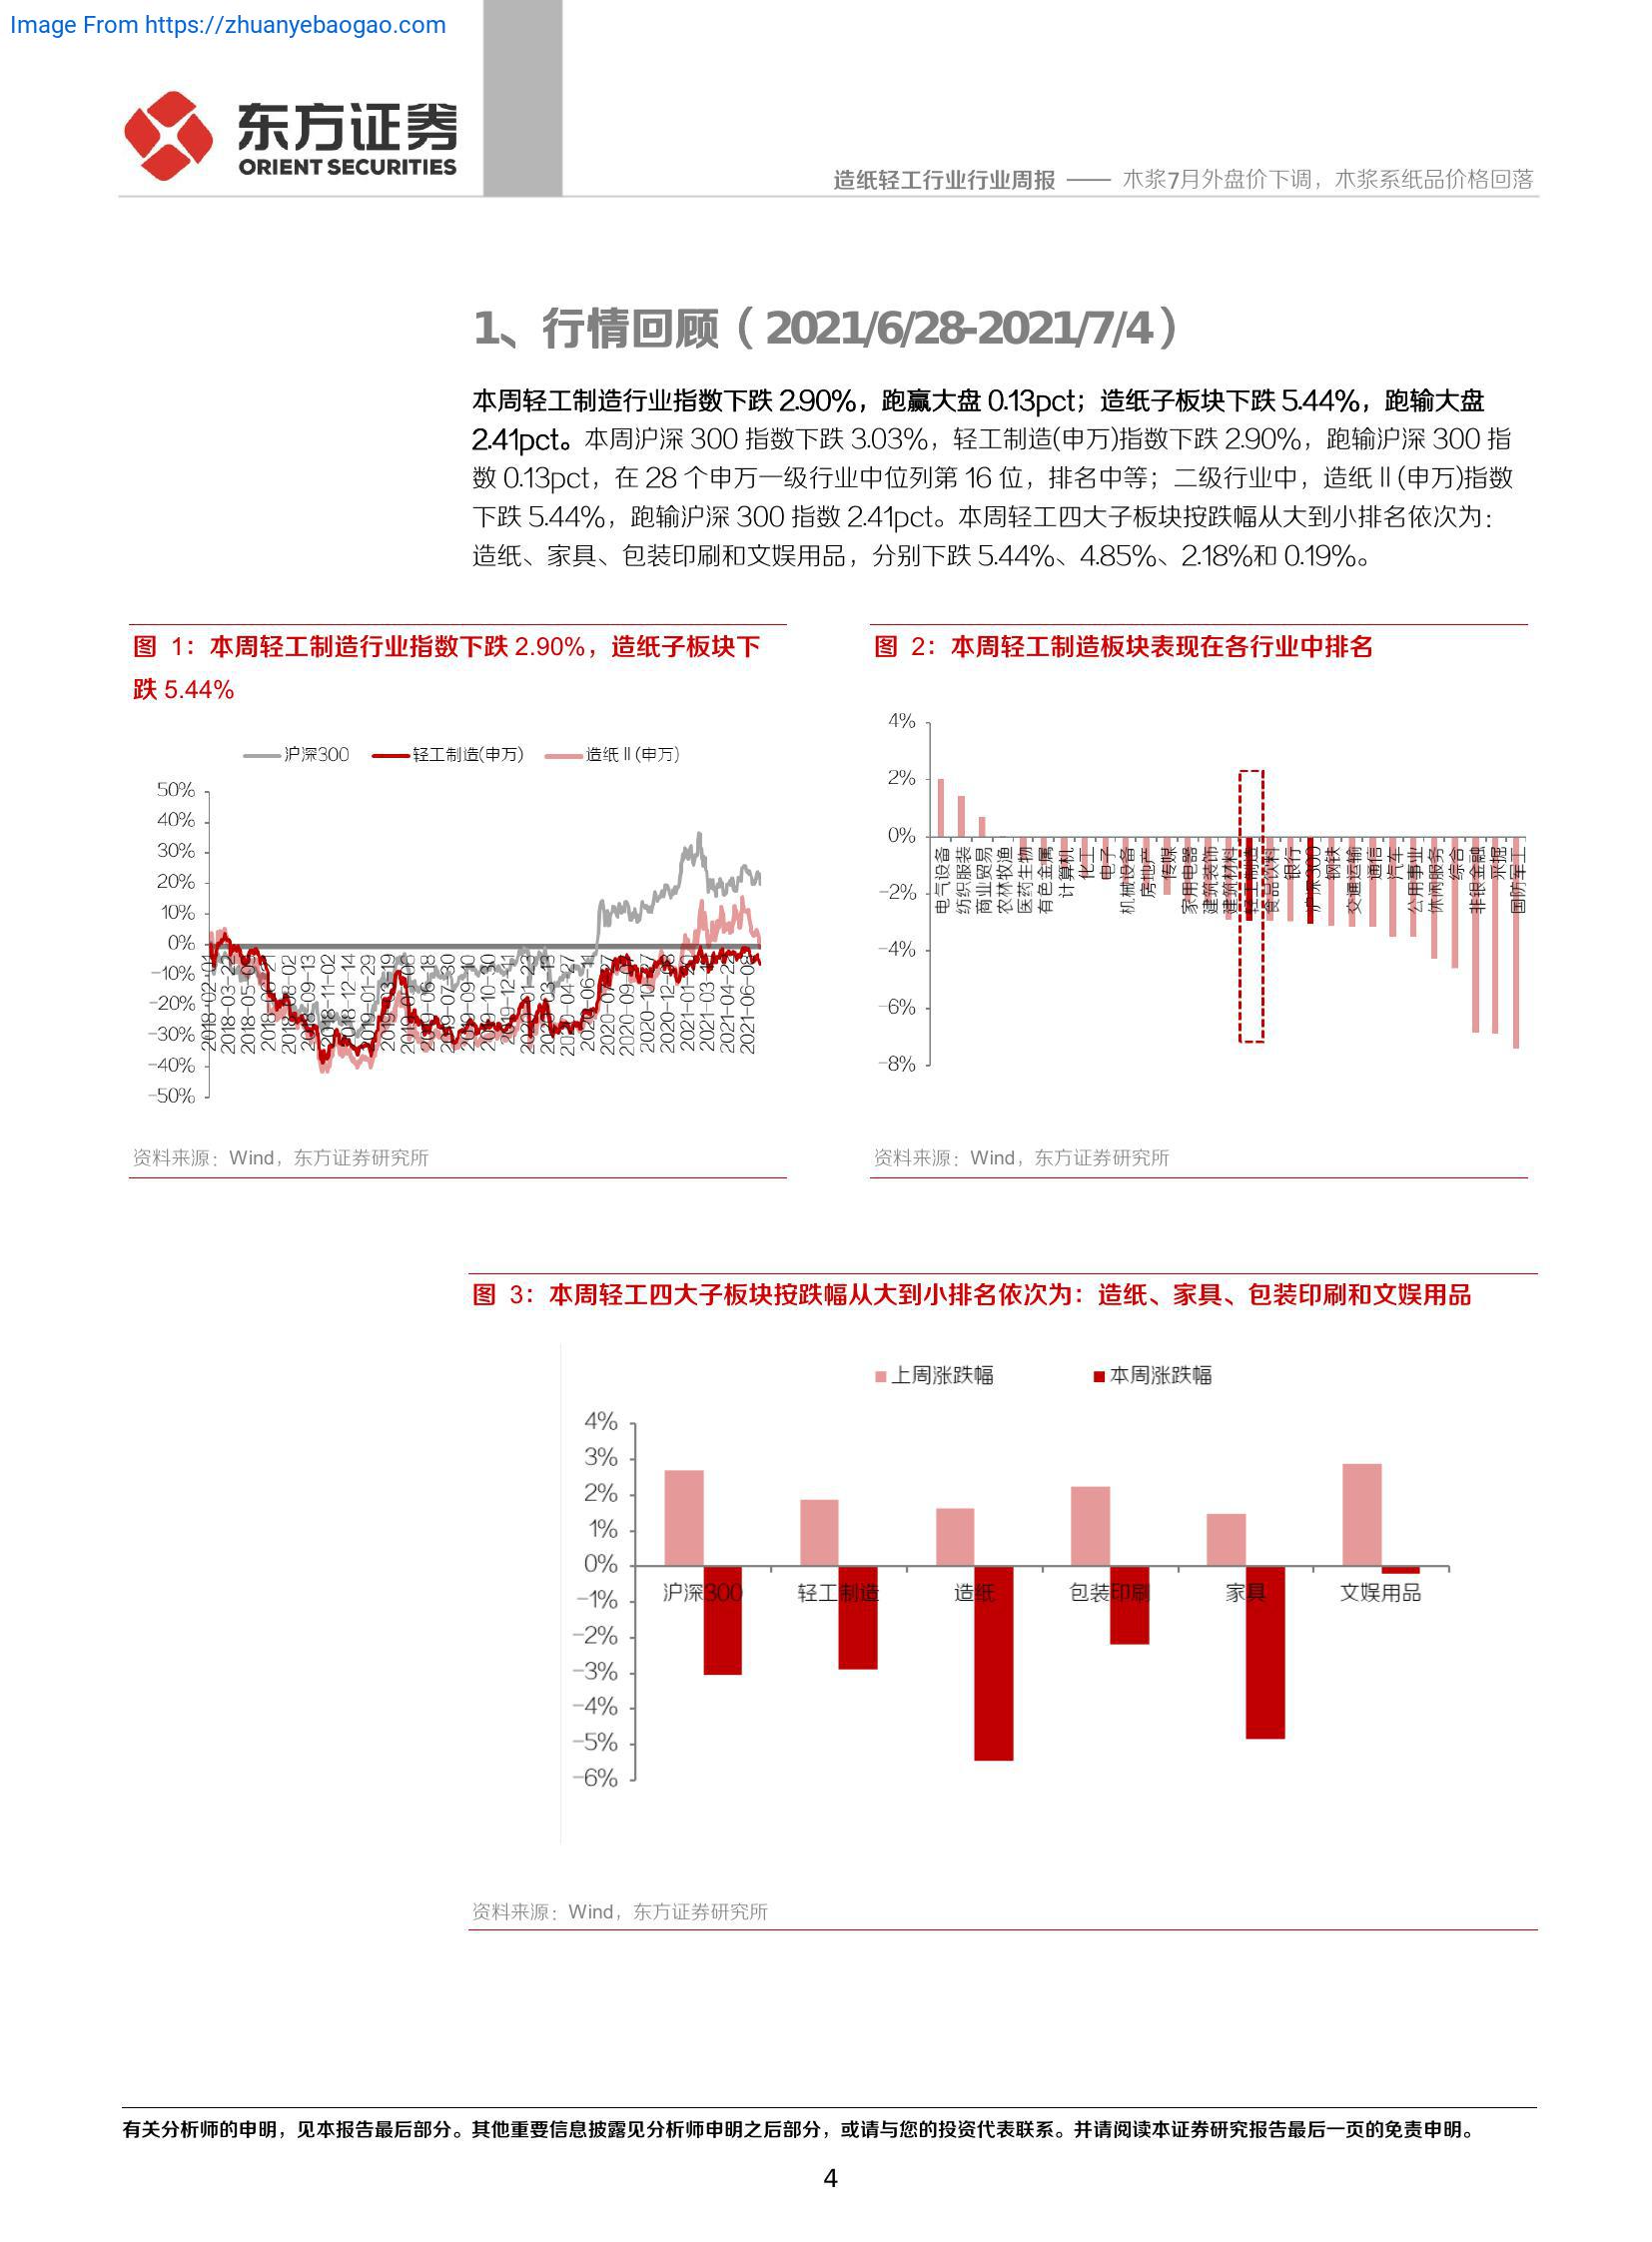 Image From https://zhuanyebaogao.com
东方证券
ORIENT SECURITIES
造纸轻工行业行业周报 —— 木浆7月外盘价下调，木浆系纸品价格回落
1、行情回顾（2021/6/28-2021/7/4）
本周轻工制造行业指数下跌 2.90%，跑赢大盘 0.13pct；造纸子板块下跌 5.44%，跑输大盘
2.41pct。本周沪深 300 指数下跌 3.03%，轻工制造(申万)指数下跌 2.90%，跑输沪深 300 指
数 0.13pct，在 28 个申万一级行业中位列第 16 位，排名中等；二级行业中，造纸Ⅱ(申万)指数
下跌 5.44%，跑输沪深 300 指数 2.41pct。本周轻工四大子板块按跌幅从大到小排名依次为：
造纸、家具、包装印刷和文娱用品，分别下跌 5.44%、4.85%、2.18%和 0.19%。
图 1：本周轻工制造行业指数下跌 2.90%，造纸子板块下
跌 5.44%
沪深300 轻工制造(申万) 造纸Ⅱ(申万)
50%
40%
30%
20%
10%
0%
-10%
-20%
-30%
-40%
-50%
2018-02-01
2018-03-22
2018-05-09
2018-08-02
2018-09-13
2018-11-02
2018-12-14
2019-01-29
2019-03-19
2019-06-18
2019-07-30
2019-09-10
2019-10-30
2019-12-11
2020-01-23
2020-03-13
2020-04-27
2020-06-11
2020-07-27
2020-10-27
2021-04-22
2021-06-08
资料来源：Wind，东方证券研究所
图 2：本周轻工制造板块表现在各行业中排名
4%
2%
0%
-2%
-4%
-6%
-8%
电气设备
纺织服装
商业贸易
农林牧渔
医药生物
有色金属
计算机
化工
电子
机械设备
房地产
传媒
家用电器
建筑装饰
建筑材料
轻工制造
食品饮料
银行
沪深300
钢铁
交通运输
通信
汽车
公用事业
休闲服务
综合
非银金融
采掘
国防军工
资料来源：Wind，东方证券研究所
图 3：本周轻工四大子板块按跌幅从大到小排名依次为：造纸、家具、包装印刷和文娱用品
上周涨跌幅 本周涨跌幅
4%
3%
2%
1%
0%
-1%
-2%
-3%
-4%
-5%
-6%
沪深300 轻工制造 造纸 包装印刷 家具 文娱用品
资料来源：Wind，东方证券研究所
有关分析师的申明，见本报告最后部分。其他重要信息披露见分析师申明之后部分，或请与您的投资代表联系。并请阅读本证券研究报告最后一页的免责申明。
4